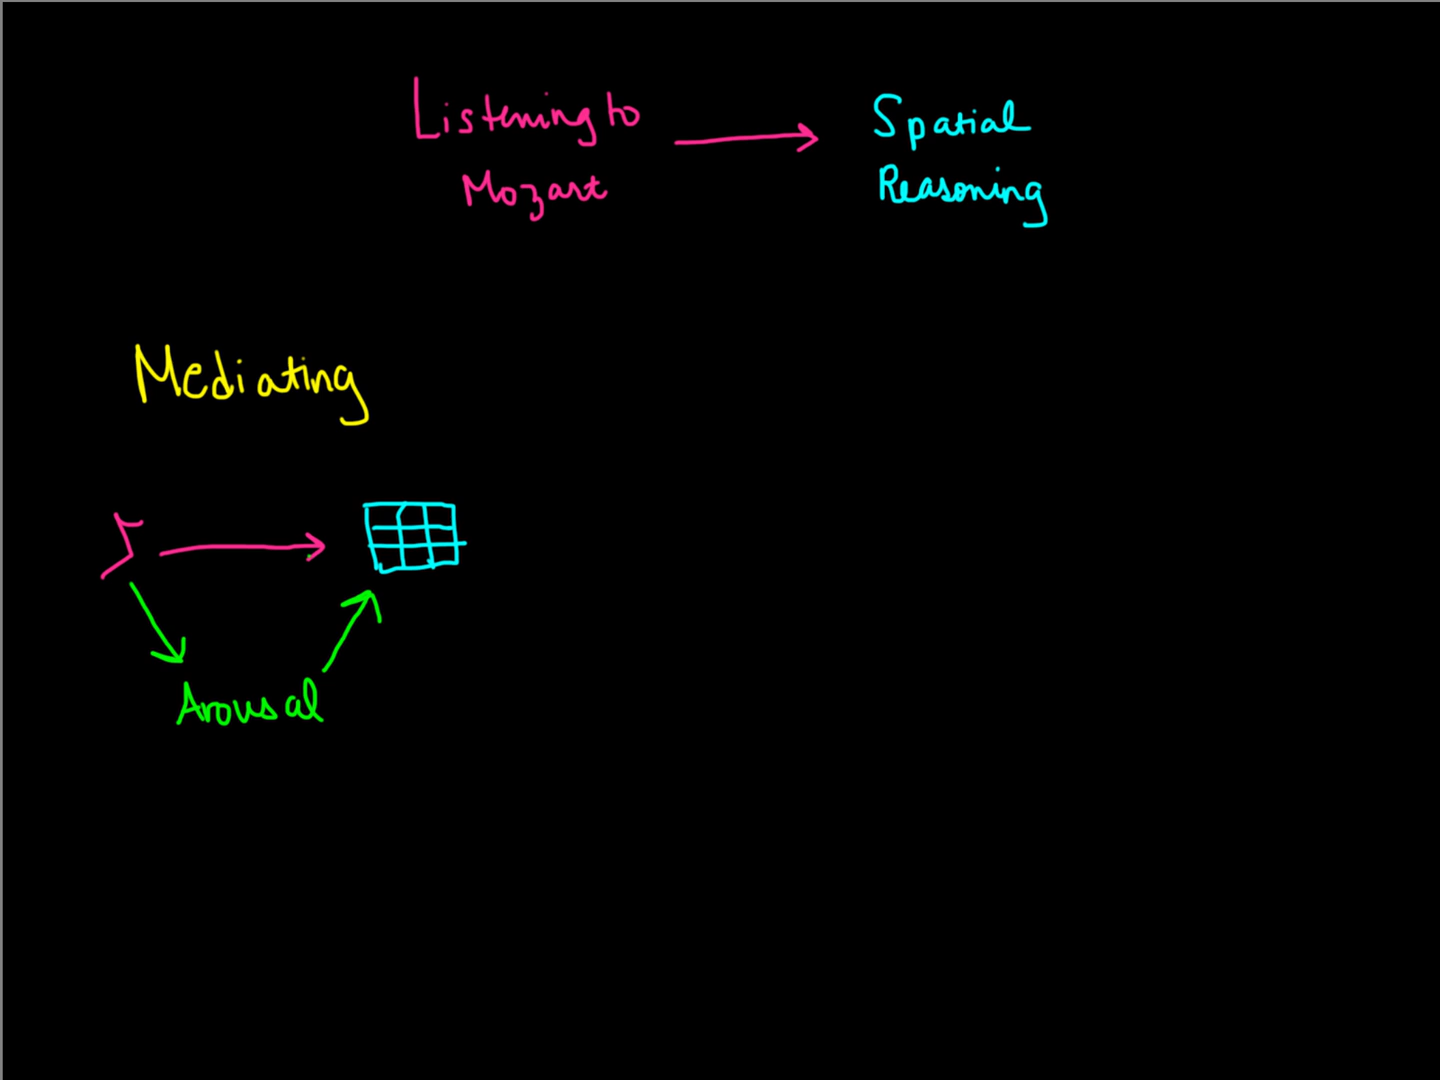 Listening to
Mozart
Spatial
Reasoning
Mediating
Arousal